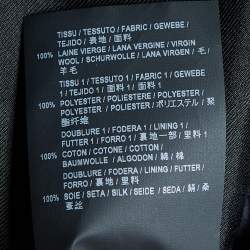 TISSU / TESSUTO / FABRIC / GEWEBE
/ TEJIDO / 表地 / 面料
100% LAINE VIERGE / LANA VERGINE / VIRGIN
WOOL / SCHURWOLLE / LANA VIRGEN / 毛 /
羊毛
TISSU 1 / TESSUTO 1 / FABRIC 1 / GEWEBE
1 / TEJIDO 1 / 表地 1 / 面料 1
100% POLYESTER / POLIESTERE / POLYESTER /
POLYESTER / POLIESTER / ポリエステル / 聚
酯纤维
DOUBLURE 1 / FODERA 1 / LINING 1 /
FUTTER 1 / FORRO 1 / 裏地一部 1 / 里料 1
100% COTON / COTONE / COTTON /
BAUMWOLLE / ALGODON / 綿 / 棉
DOUBLURE / FODERA / LINING / FUTTER /
FORRO / 裏地 / 里料
100% SOIE / SETA / SILK / SEIDE / SEDA / 絹 / 桑
蚕丝